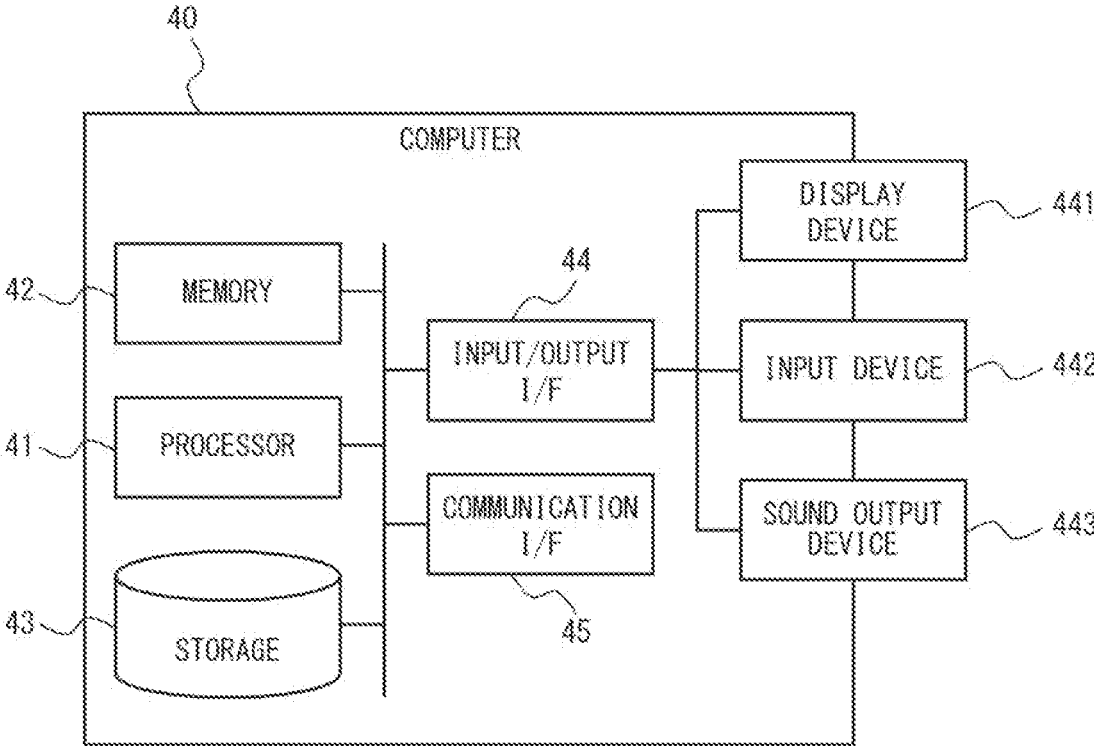 40
COMPUTER
DISPLAY
DEVICE
441
42
MEMORY
44
INPUT/OUTPUT
I/F
INPUT DEVICE
442
41
PROCESSOR
COMMUNICATION
I/F
45
SOUND OUTPUT
DEVICE
443
43
STORAGE